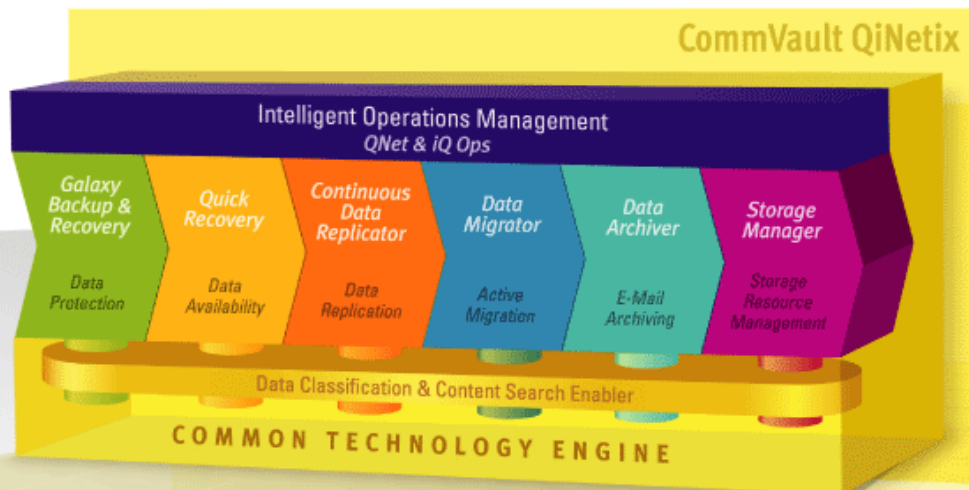 CommVault QiNetix
Intelligent Operations Management
QNet & iQ Ops
Galaxy
Backup &
Recovery
Data
Protection
Quick
Recovery
Data
Availability
Continuous
Data
Replicator
Data
Replication
Data
Migrator
Active
Migration
Data
Archiver
E-Mail
Archiving
Storage
Manager
Storage
Resource
Management
Data Classification & Content Search Enabler
COMMON TECHNOLOGY ENGINE